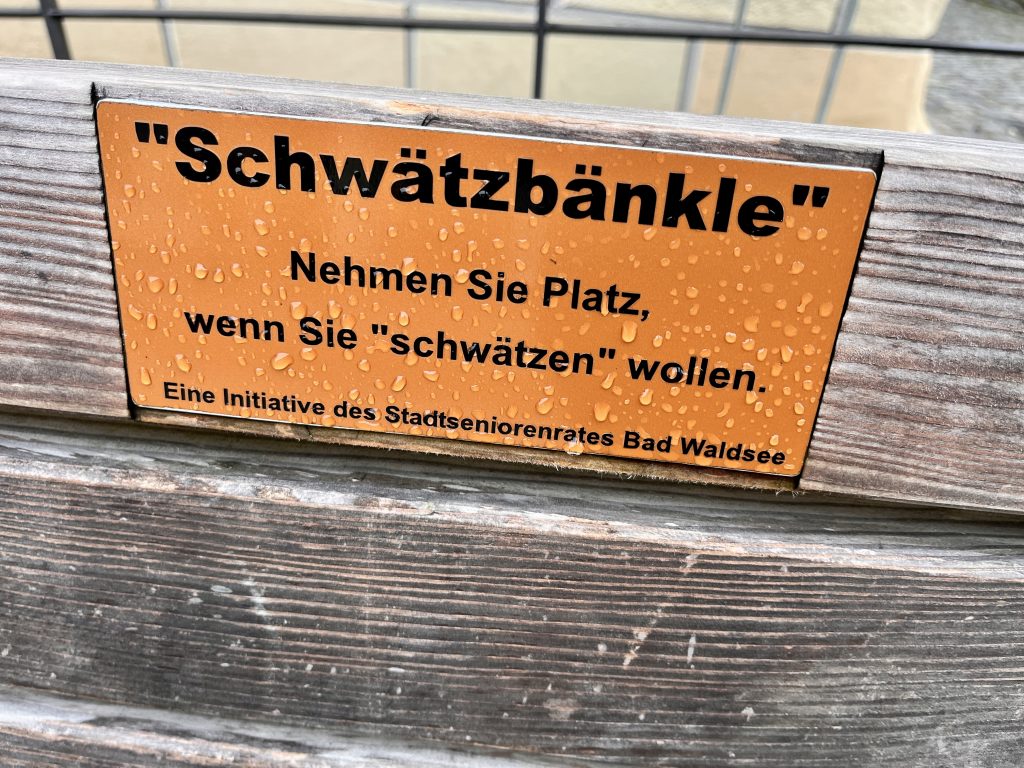 "Schwätzbänkle"
Nehmen Sie Platz,
wenn Sie "schwätzen" wollen.
Eine Initiative des Stadtseniorenrates Bad Waldsee